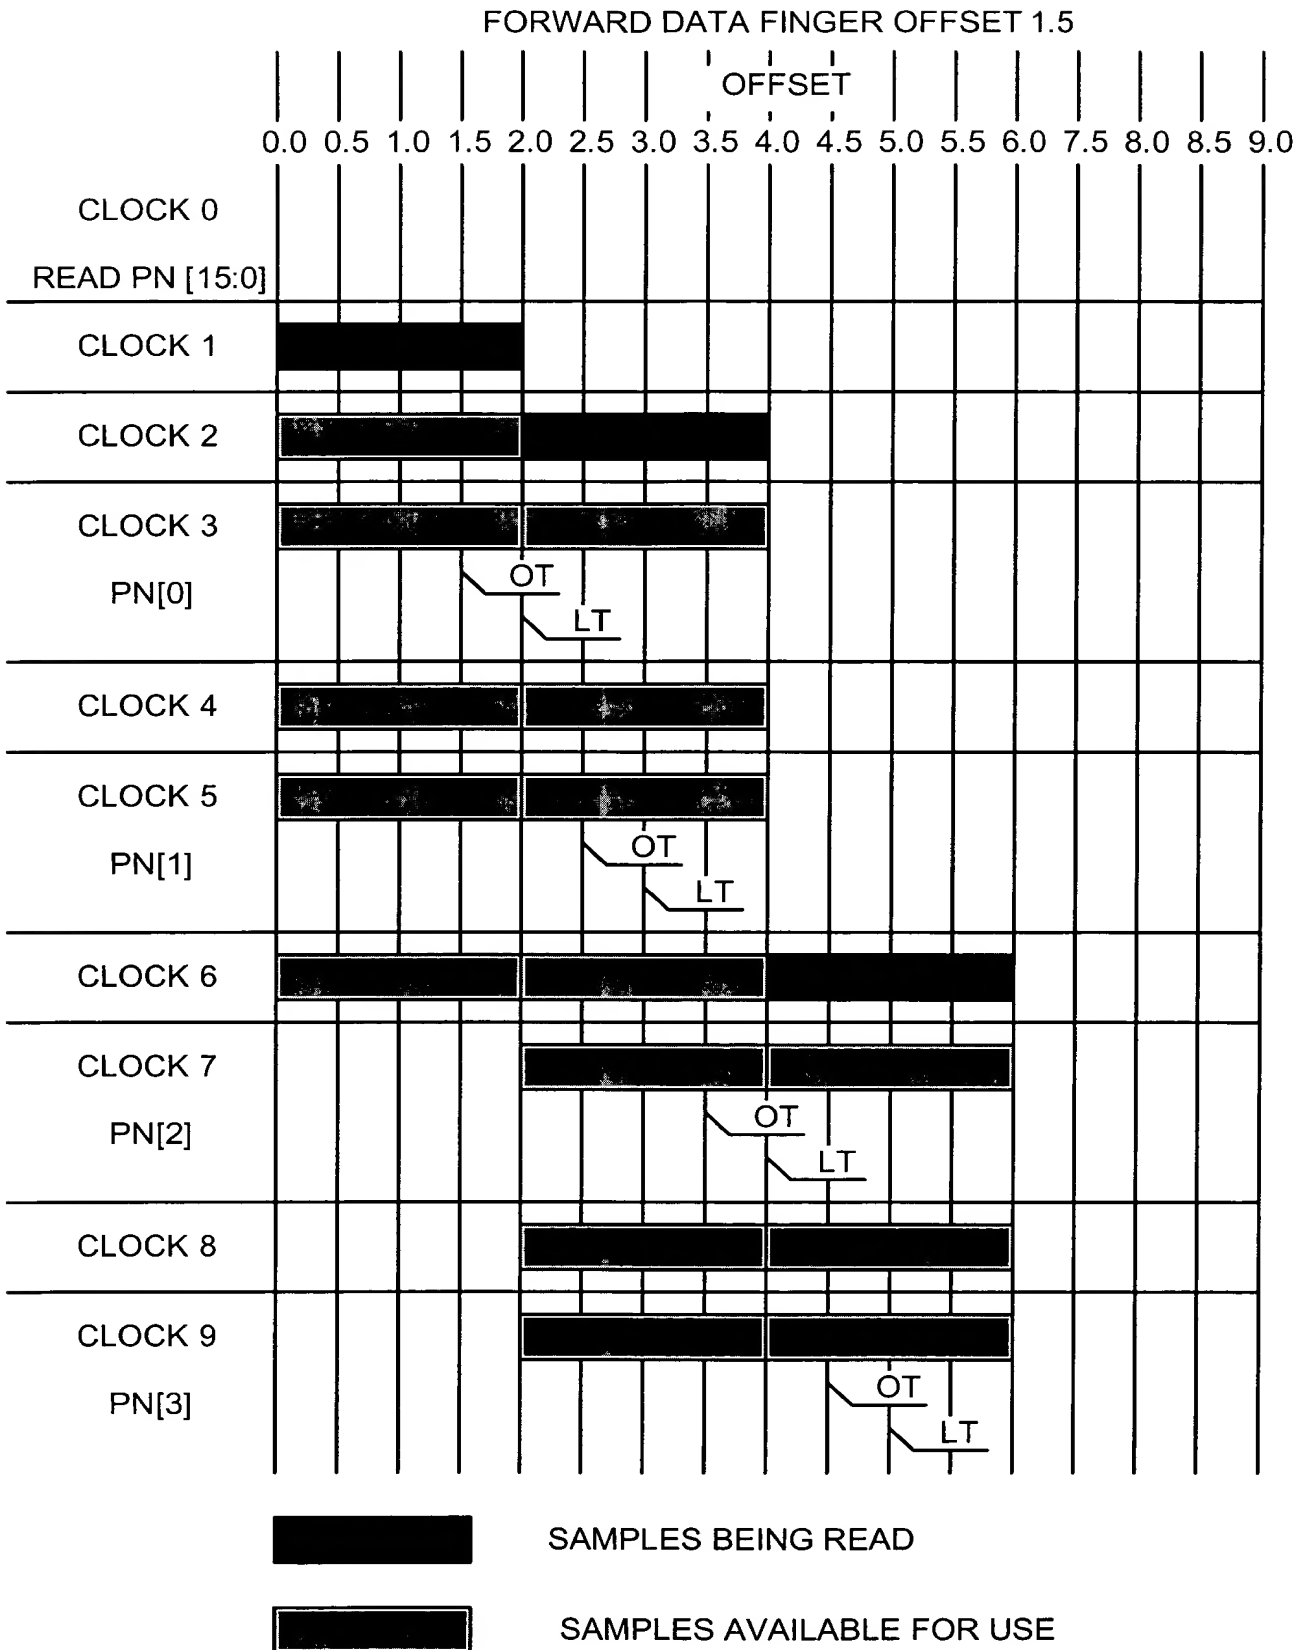 FORWARD DATA FINGER OFFSET 1.5
OFFSET
0.0 0.5 1.0 1.5 2.0 2.5 3.0 3.5 4.0 4.5 5.0 5.5 6.0 7.5 8.0 8.5 9.0
CLOCK 0
READ PN [15:0]
CLOCK 1
CLOCK 2
CLOCK 3
OT
PN[0]
LT
CLOCK 4
CLOCK 5
OT
PN[1]
LT
CLOCK 6
CLOCK 7
OT
PN[2]
LT
CLOCK 8
CLOCK 9
OT
PN[3]
LT
SAMPLES BEING READ
SAMPLES AVAILABLE FOR USE